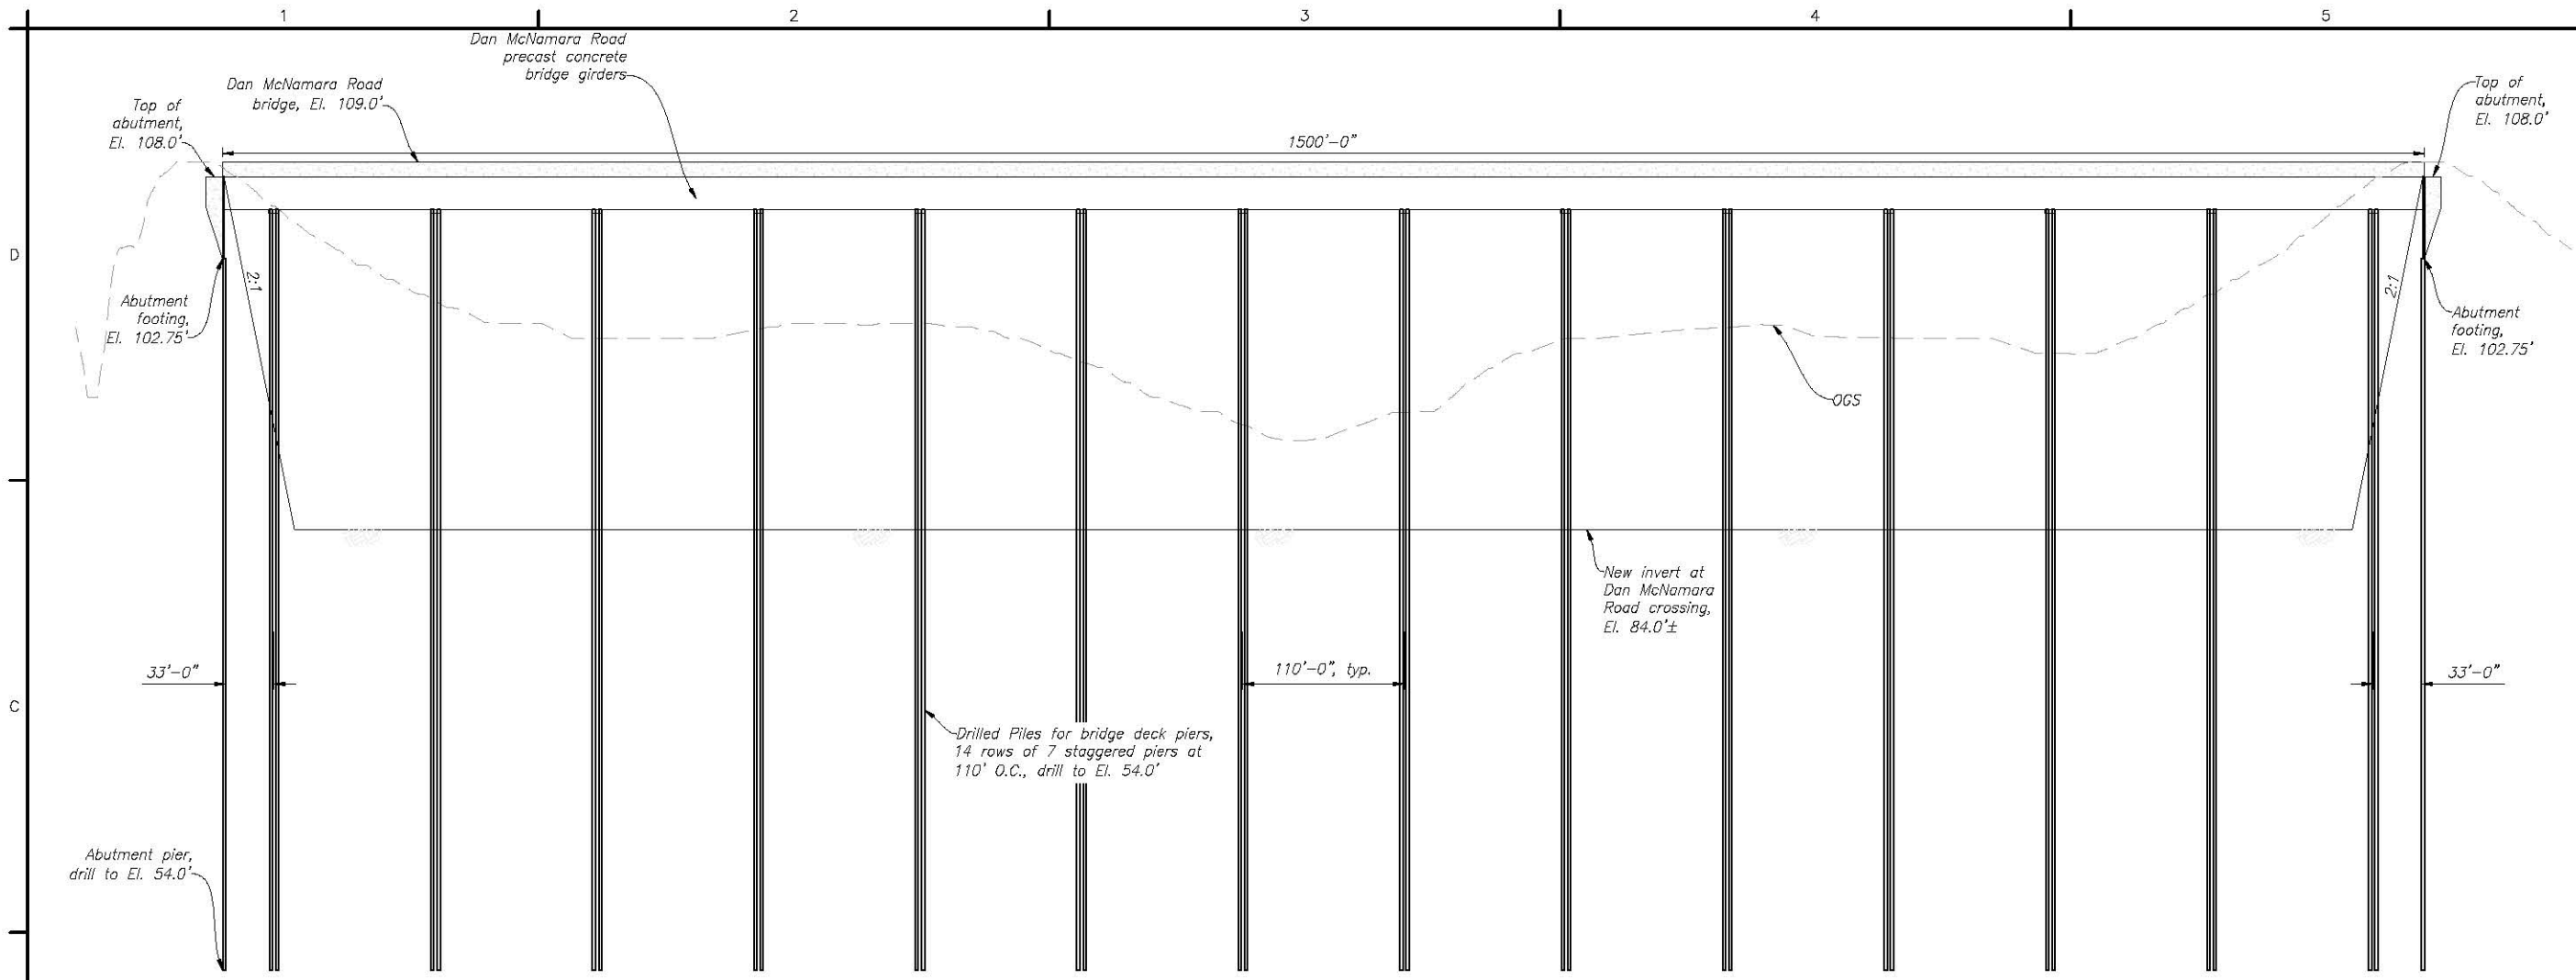 1
2
3
4
5
Dan McNamara Road
precast concrete
bridge girders
Dan McNamara Road
bridge, El. 109.0'
Top of
abutment,
El. 108.0'
Top of
abutment,
El. 108.0'
1500'-0"
D
2:1
2:1
Abutment
footing,
El. 102.75'
Abutment
footing,
El. 102.75'
OGS
New invert at
Dan McNamara
Road crossing,
El. 84.0'±
33'-0"
110'-0", typ.
33'-0"
C
Drilled Piles for bridge deck piers,
14 rows of 7 staggered piers at
110' O.C., drill to El. 54.0'
Abutment pier,
drill to El. 54.0'